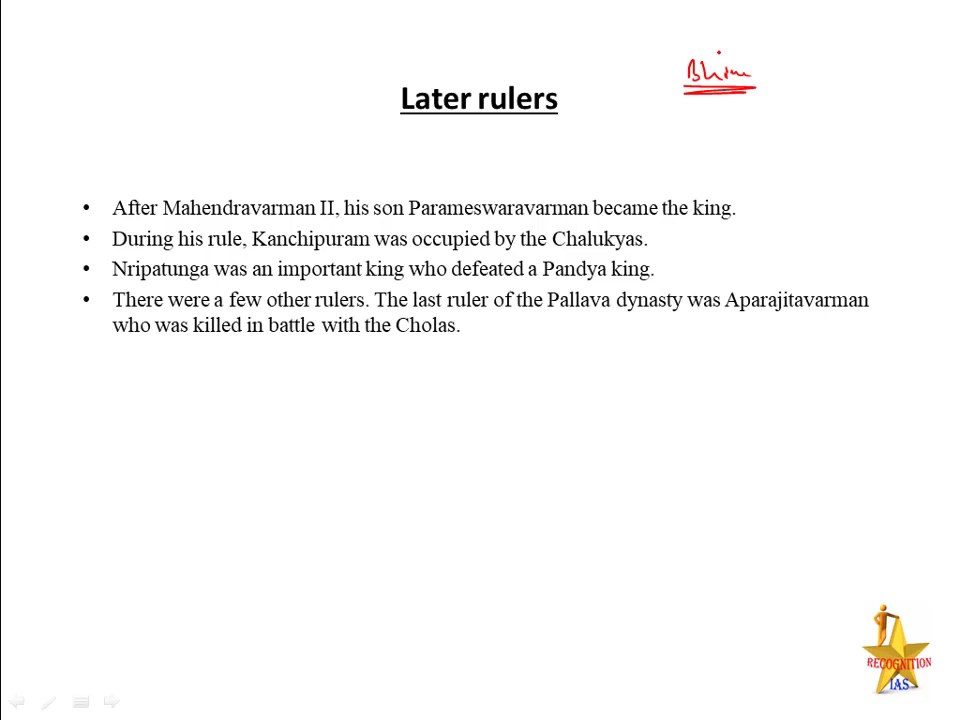 Bhima
Later rulers
• After Mahendravarman II, his son Parameswaravarman became the king.
• During his rule, Kanchipuram was occupied by the Chalukyas.
• Nripatunga was an important king who defeated a Pandya king.
• There were a few other rulers. The last ruler of the Pallava dynasty was Aparajitavarman
who was killed in battle with the Cholas.
RECOGNITION
IAS